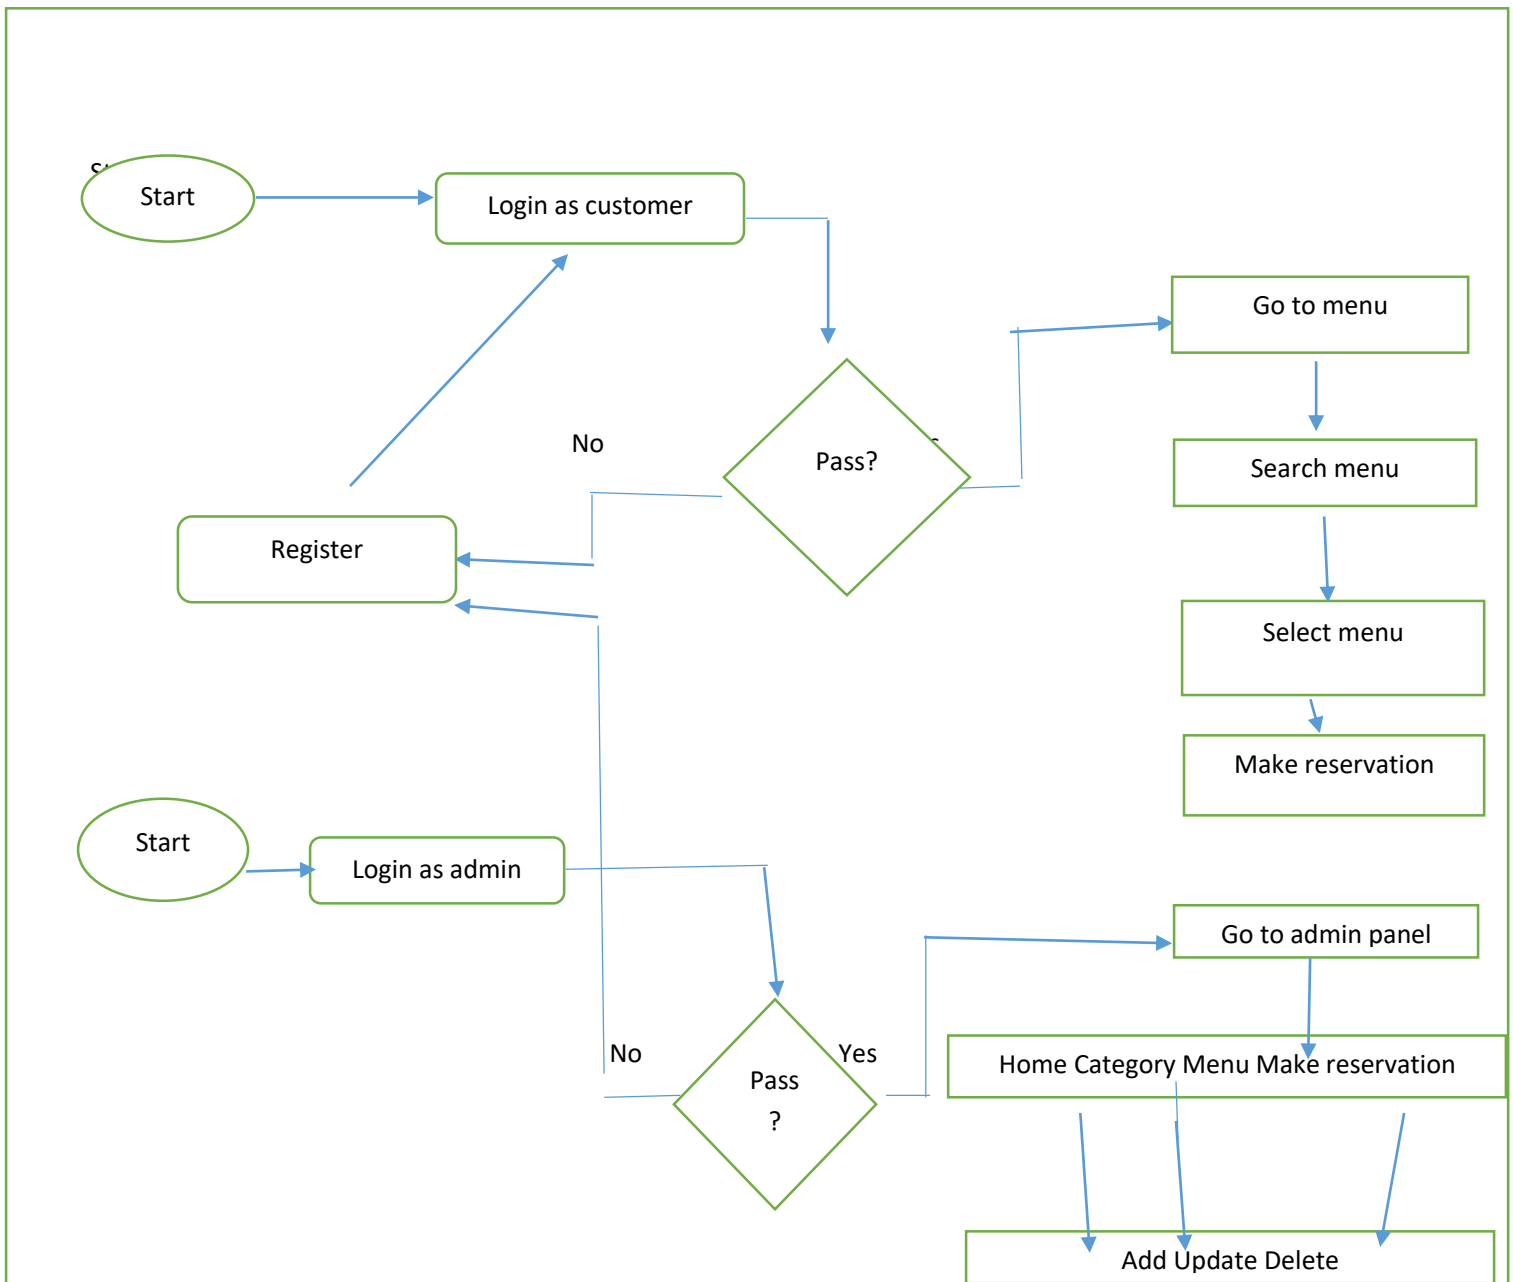 Start
Login as customer
Go to menu
No
Pass?
Search menu
Register
Select menu
Make reservation
Start
Login as admin
Go to admin panel
No
Yes
Pass
?
Home Category Menu Make reservation
Add Update Delete